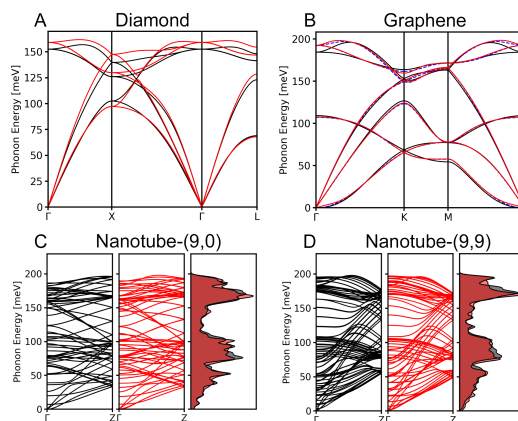 A Diamond
Phonon Energy [meV]
150
125
100
75
50
25
0
Γ X Γ L
B Graphene
Phonon Energy [meV]
200
150
100
50
0
Γ K M
C Nanotube-(9,0)
Phonon Energy [meV]
200
150
100
50
0
Γ Z Γ Z
D Nanotube-(9,9)
Phonon Energy [meV]
200
150
100
50
0
Γ Z Γ Z